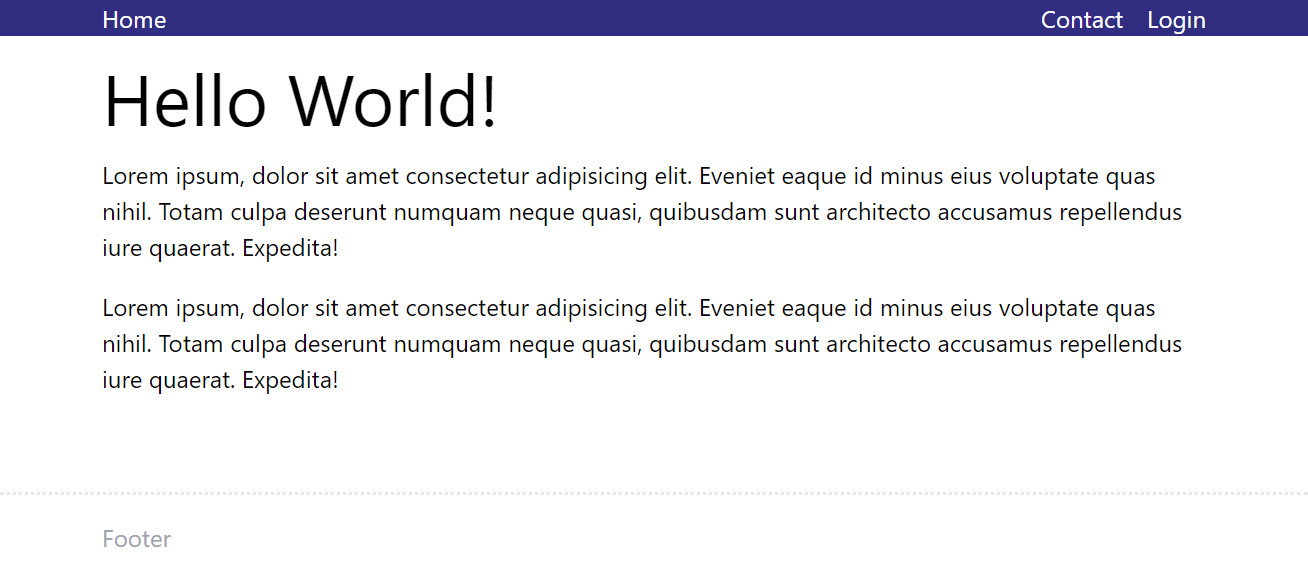 Home Contact Login
Hello World!
Lorem ipsum, dolor sit amet consectetur adipisicing elit. Eveniet eaque id minus eius voluptate quas
nihil. Totam culpa deserunt numquam neque quasi, quibusdam sunt architecto accusamus repellendus
iure quaerat. Expedita!
Lorem ipsum, dolor sit amet consectetur adipisicing elit. Eveniet eaque id minus eius voluptate quas
nihil. Totam culpa deserunt numquam neque quasi, quibusdam sunt architecto accusamus repellendus
iure quaerat. Expedita!
Footer